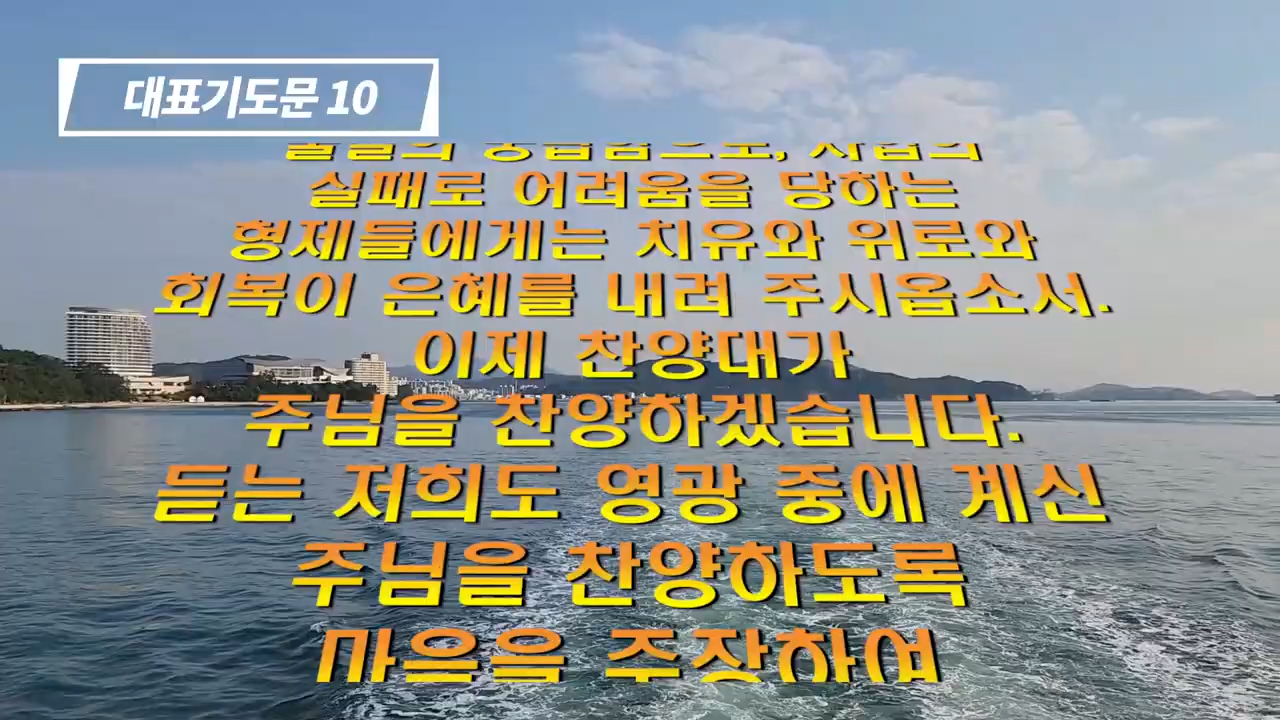 대표기도문 10
사업의
실패로 어려움을 당하는
형제들에게는 치유와 위로와
회복이 은혜를 내려 주시옵소서.
이제 찬양대가
주님을 찬양하겠습니다.
듣는 저희도 영광 중에 계신
주님을 찬양하도록
마음을 주장하여